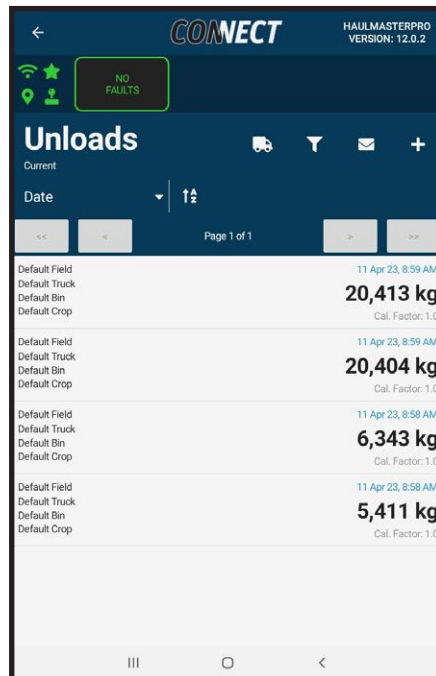 CONNECT
HAULMASTERPRO
VERSION: 12.0.2
NO
FAULTS
Unloads
Current
Date
A
Z
<<
<
Page 1 of 1
>
>>
Default Field
11 Apr 23, 8:59 AM
Default Truck
20,413 kg
Default Bin
Default Crop
Cal. Factor: 1.0
Default Field
11 Apr 23, 8:59 AM
Default Truck
20,404 kg
Default Bin
Default Crop
Cal. Factor: 1.0
Default Field
11 Apr 23, 8:58 AM
Default Truck
6,343 kg
Default Bin
Default Crop
Cal. Factor: 1.0
Default Field
11 Apr 23, 8:58 AM
Default Truck
5,411 kg
Default Bin
Default Crop
Cal. Factor: 1.0